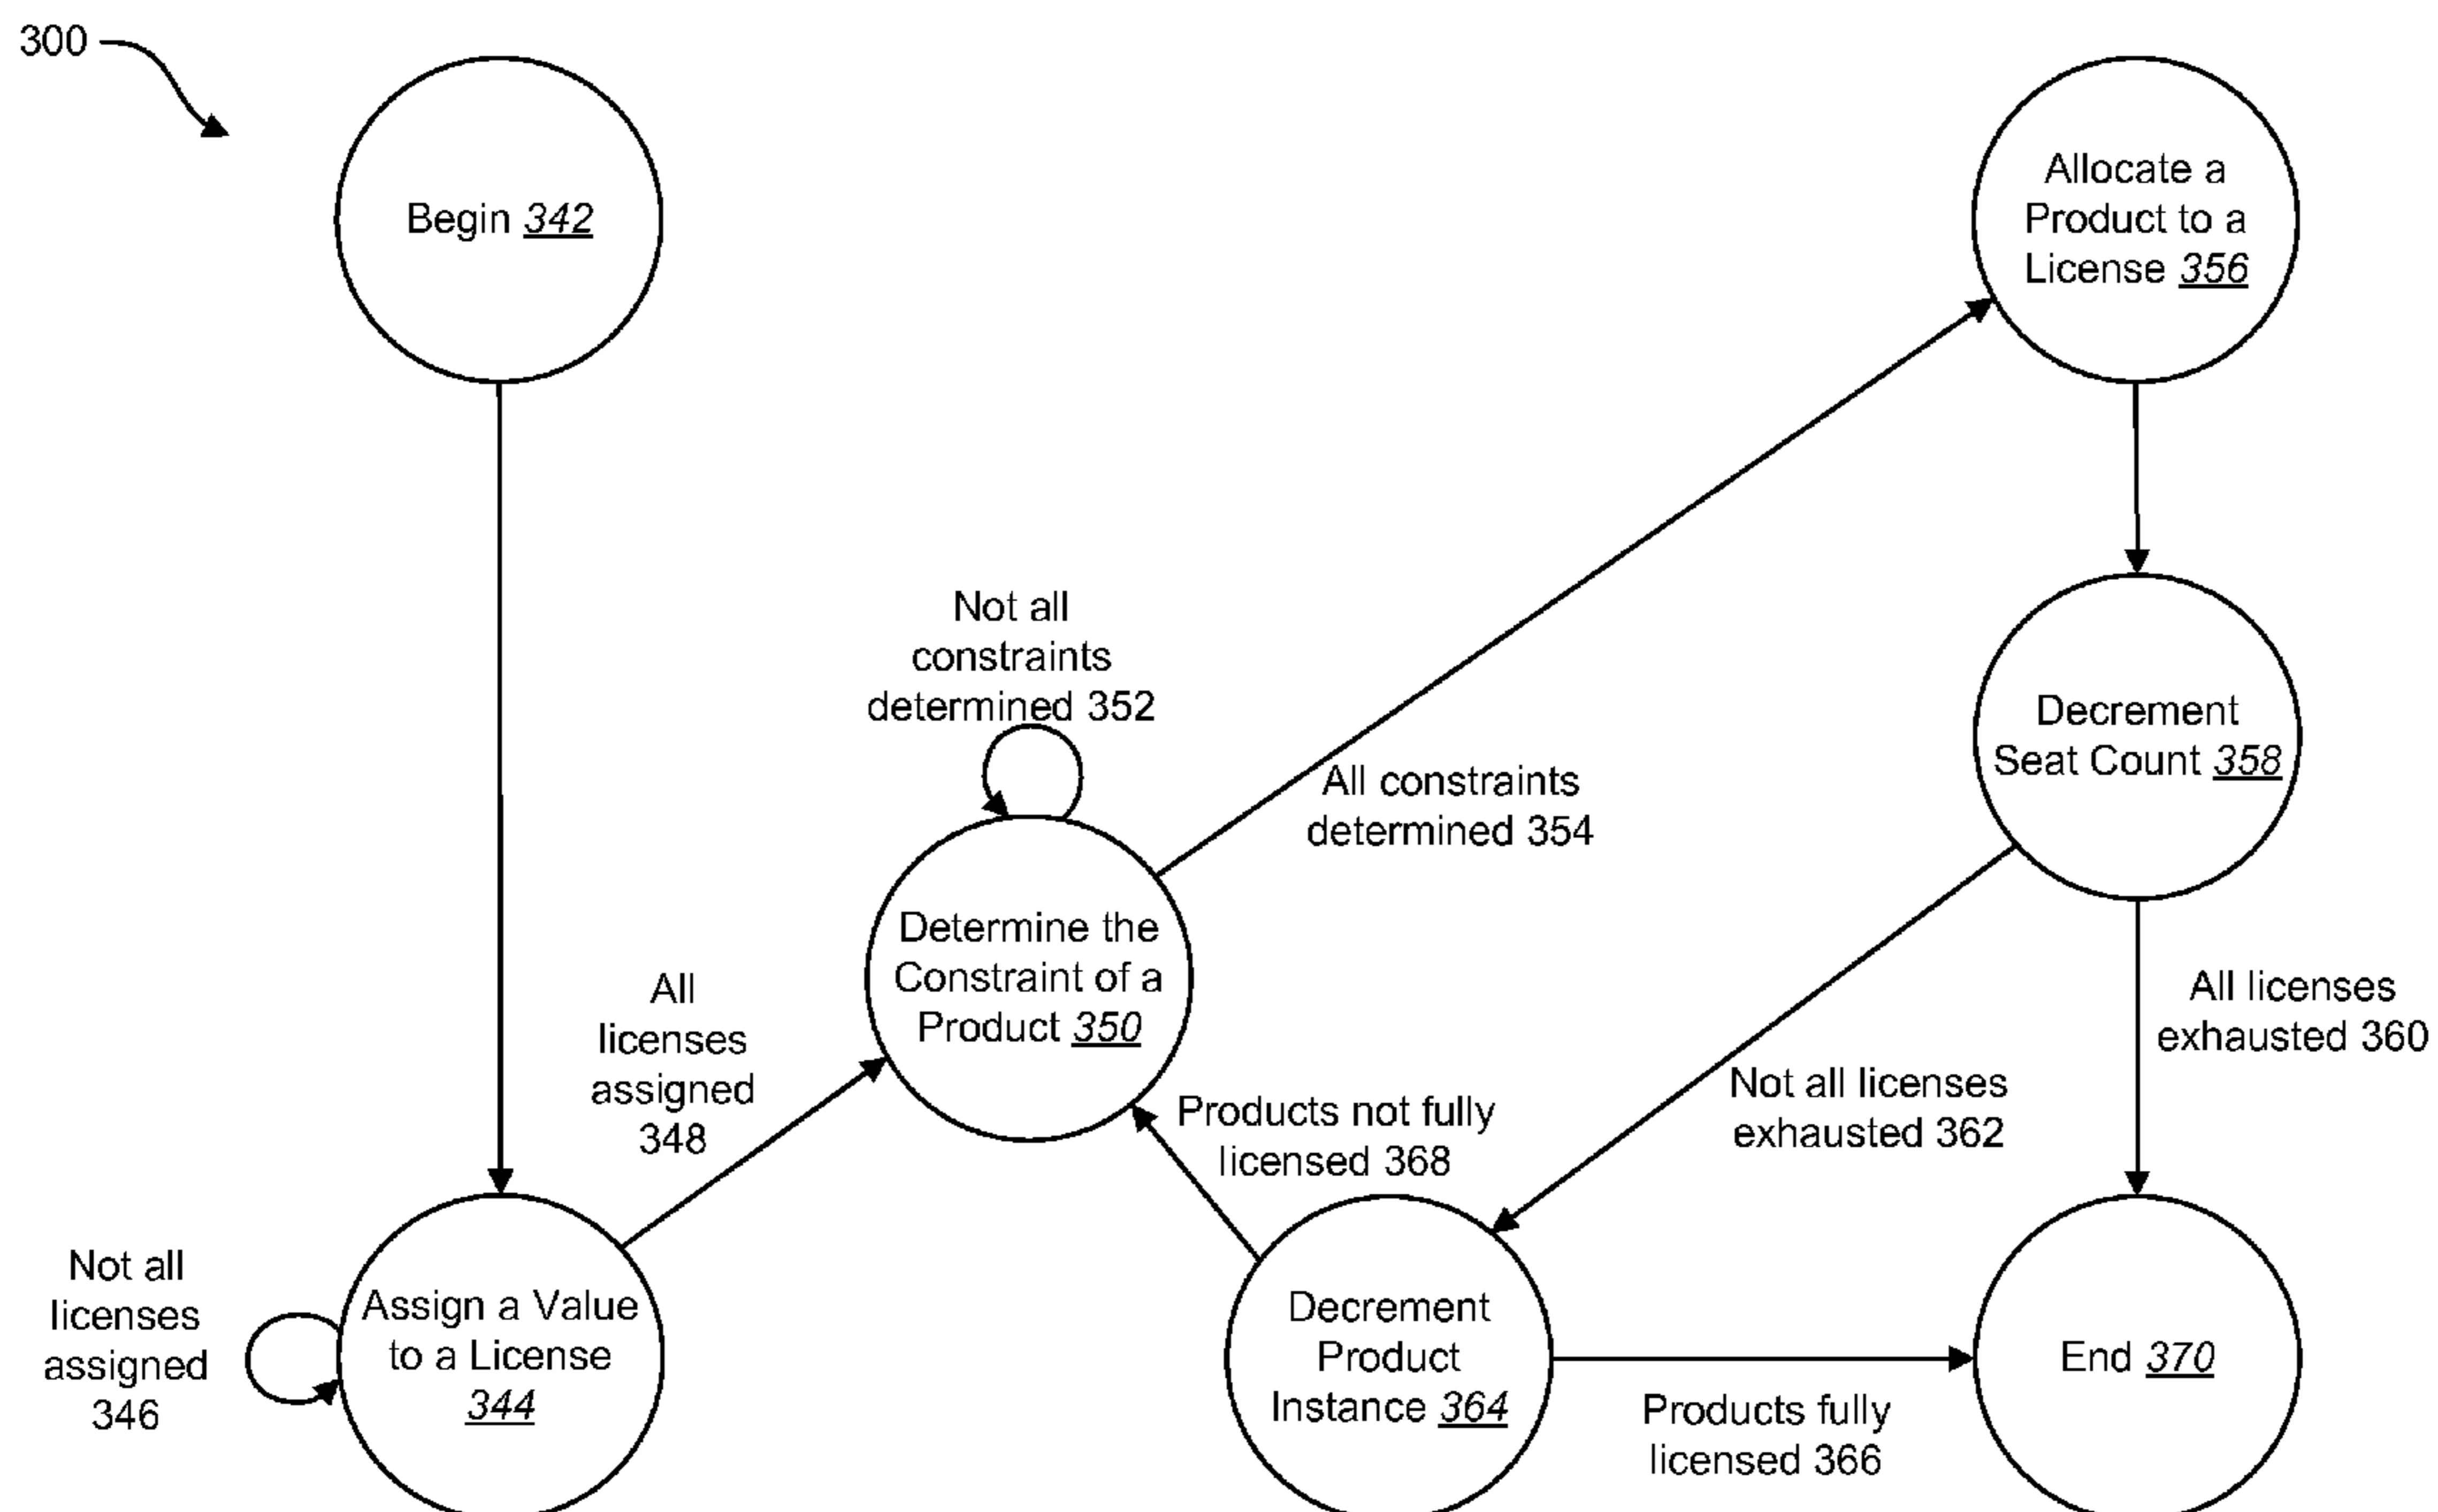 300
Begin 342
Allocate a
Product to a
License 356
Not all
constraints
determined 352
Decrement
Seat Count 358
All constraints
determined 354
Determine the
Constraint of a
Product 350
All
licenses
assigned
348
All licenses
exhausted 360
Not all licenses
exhausted 362
Products not fully
licensed 368
Not all
licenses
assigned
346
Assign a Value
to a License
344
Decrement
Product
Instance 364
End 370
Products fully
licensed 366